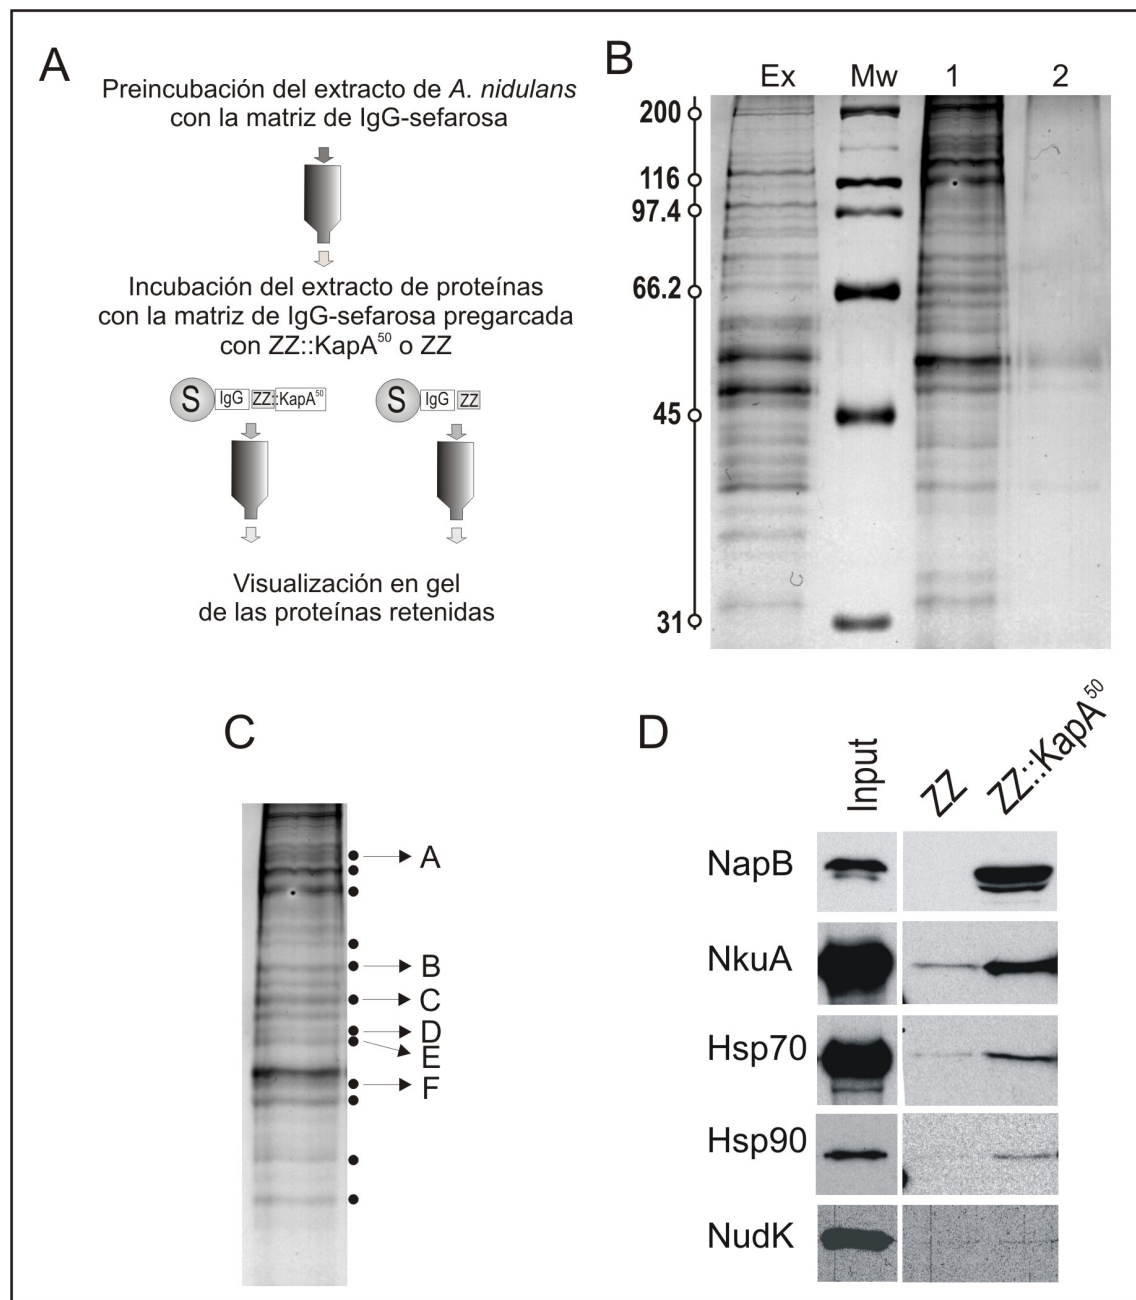 A
Preincubación del extracto de A. nidulans
con la matriz de IgG-sefarosa
Incubación del extracto de proteínas
con la matriz de IgG-sefarosa pregarcada
con ZZ::KapA50 o ZZ
S IgG ZZ::KapA50
S IgG ZZ
Visualización en gel
de las proteínas retenidas
B
Ex Mw 1 2
200
116
97.4
66.2
45
31
C
A
B
C
D
E
F
D
Input ZZ ZZ::KapA50
NapB
NkuA
Hsp70
Hsp90
NudK